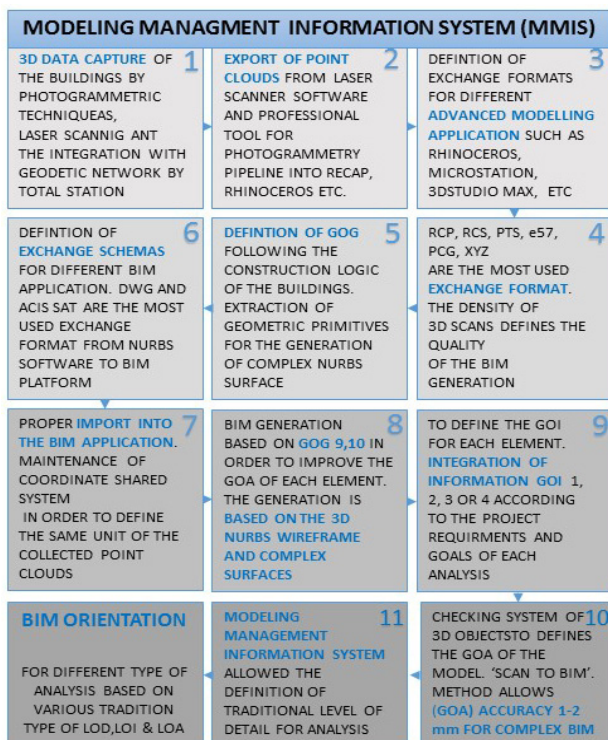 MODELING MANAGMENT INFORMATION SYSTEM (MMIS)
1
3D DATA CAPTURE OF
THE BUILDINGS BY
PHOTOGRAMMETRIC
TECHNIQUEAS,
LASER SCANNIG ANT
THE INTEGRATION WITH
GEODETIC NETWORK BY
TOTAL STATION
2
EXPORT OF POINT
CLOUDS FROM LASER
SCANNER SOFTWARE
AND PROFESSIONAL
TOOL FOR
PHOTOGRAMMETRY
PIPELINE INTO RECAP,
RHINOCEROS ETC.
3
DEFINTION OF
EXCHANGE FORMATS
FOR DIFFERENT
ADVANCED MODELLING
APPLICATION SUCH AS
RHINOCEROS,
MICROSTATION,
3DSTUDIO MAX, ETC
4
RCP, RCS, PTS, e57,
PCG, XYZ
ARE THE MOST USED
EXCHANGE FORMAT.
THE DENSITY OF
3D SCANS DEFINES THE
QUALITY
OF THE BIM
GENERATION
5
DEFINTION OF GOG
FOLLOWING THE
CONSTRUCTION LOGIC
OF THE BUILDINGS.
EXTRACTION OF
GEOMETRIC PRIMITIVES
FOR THE GENERATION
OF COMPLEX NURBS
SURFACE
6
DEFINTION OF
EXCHANGE SCHEMAS
FOR DIFFERENT BIM
APPLICATION. DWG AND
ACIS SAT ARE THE MOST
USED EXCHANGE
FORMAT FROM NURBS
SOFTWARE TO BIM
PLATFORM
7
PROPER IMPORT INTO
THE BIM APPLICATION.
MAINTENANCE OF
COORDINATE SHARED
SYSTEM
IN ORDER TO DEFINE
THE SAME UNIT OF THE
COLLECTED POINT
CLOUDS
8
BIM GENERATION
BASED ON GOG 9,10 IN
ORDER TO IMPROVE THE
GOA OF EACH ELEMENT.
THE GENERATION IS
BASED ON THE 3D
NURBS WIREFRAME
AND COMPLEX
SURFACES
9
TO DEFINE THE GOI
FOR EACH ELEMENT.
INTEGRATION OF
INFORMATION GOI 1,
2, 3 OR 4 ACCORDING
TO THE PROJECT
REQUIRMENTS AND
GOALS OF EACH
ANALYSIS
10
CHECKING SYSTEM OF
3D OBJECTSTO DEFINES
THE GOA OF THE
MODEL. ‘SCAN TO BIM’.
METHOD ALLOWS
(GOA) ACCURACY 1-2
mm FOR COMPLEX BIM
11
MODELING
MANAGEMENT
INFORMATION SYSTEM
ALLOWED THE
DEFINITION OF
TRADITIONAL LEVEL OF
DETAIL FOR ANALYSIS
BIM ORIENTATION
FOR DIFFERENT TYPE OF
ANALYSIS BASED ON
VARIOUS TRADITION
TYPE OF LOD,LOI & LOA